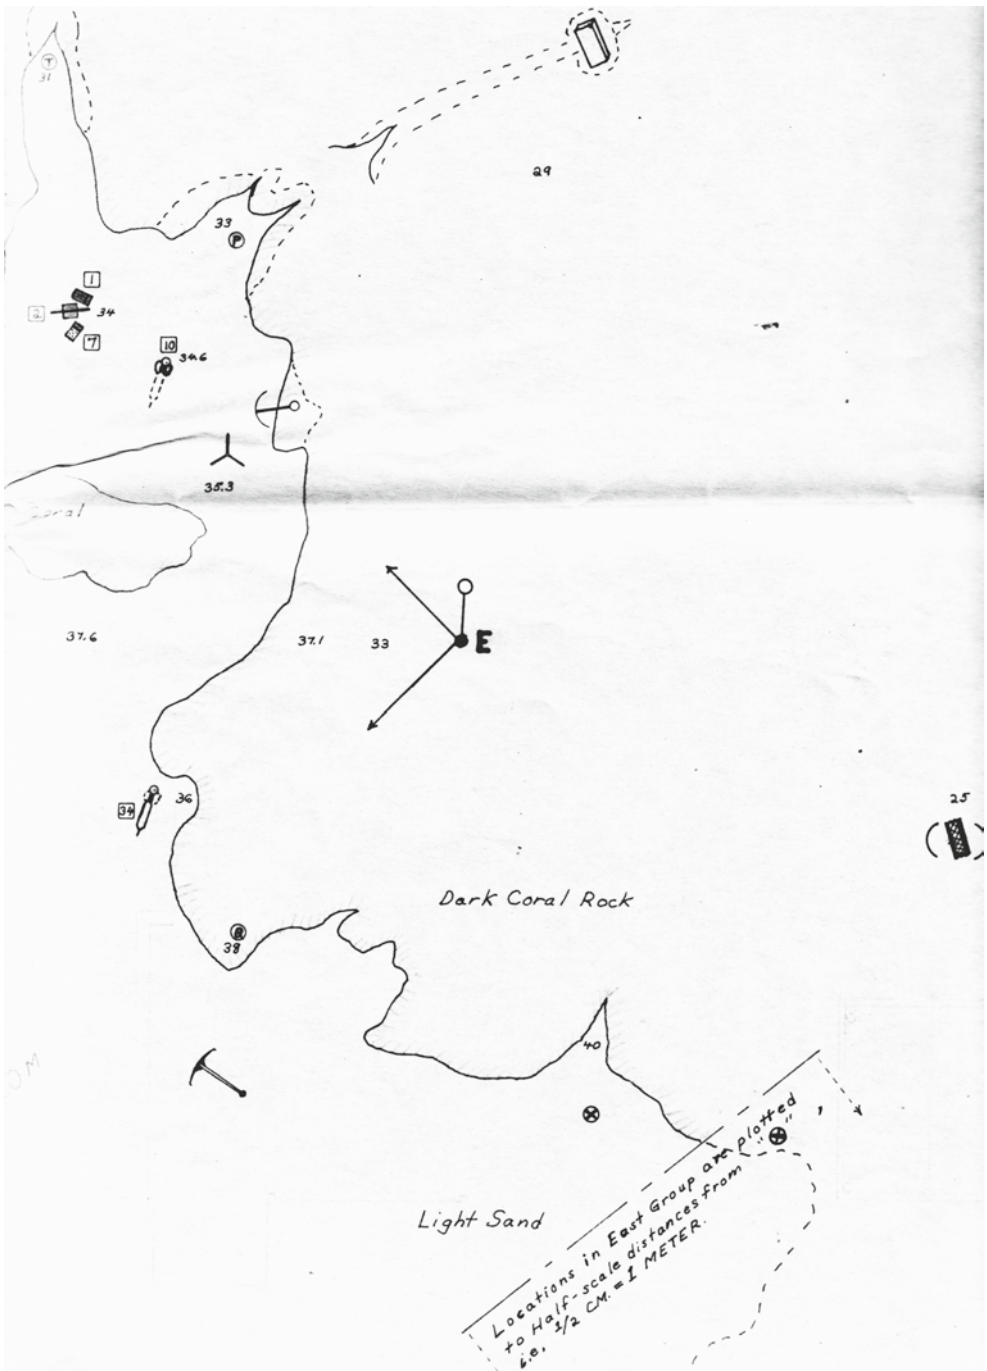 T
31
29
33
P
1
2
34
7
10
34.6
35.3
Coral
37.6
37.1
33
E
34
36
25
Dark Coral Rock
R
38
40
Light Sand
Locations in East Group are plotted
to Half-scale distances from " ",
i.e., 1/2 CM. = 1 METER.